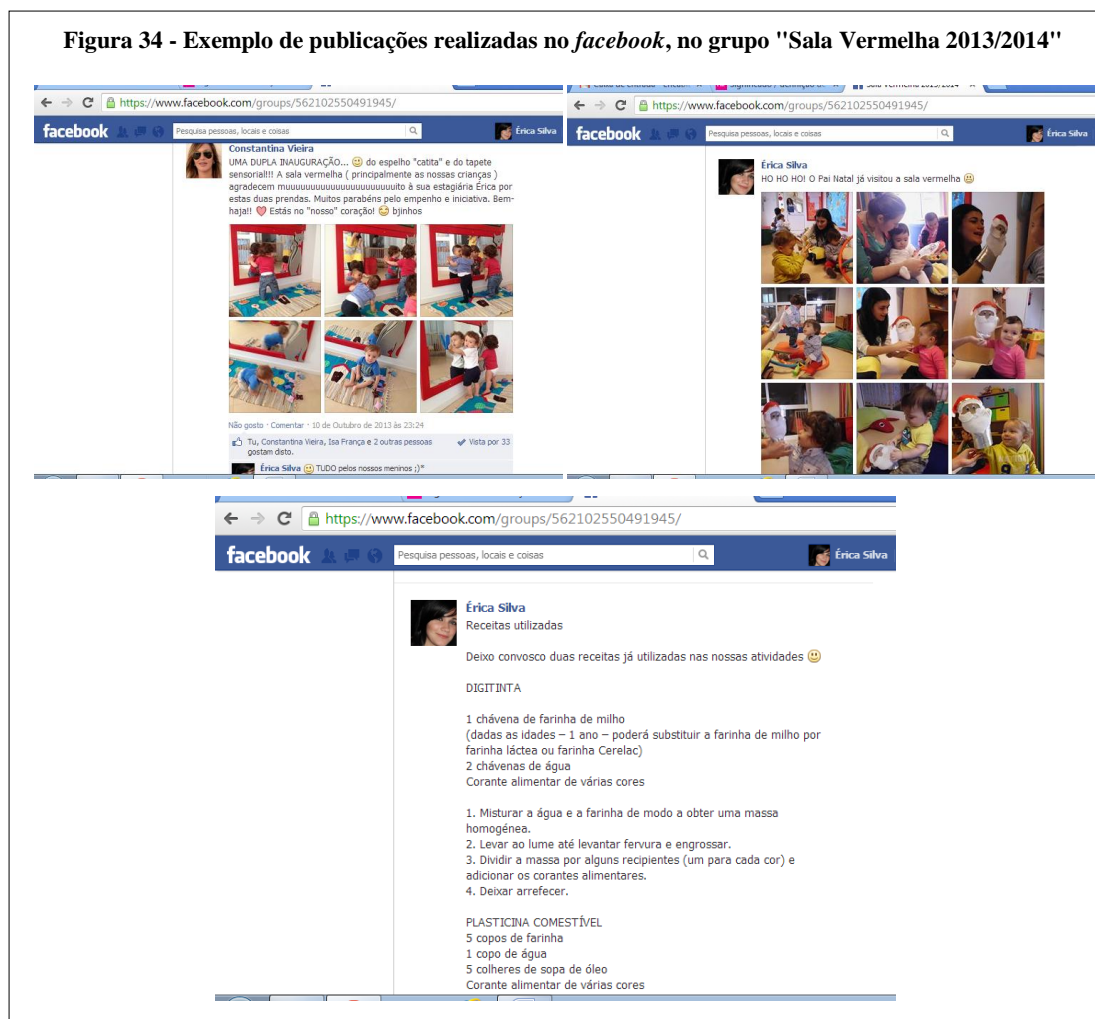 Figura 34 - Exemplo de publicações realizadas no facebook, no grupo "Sala Vermelha 2013/2014"
https://www.facebook.com/groups/562102550491945/
facebook
Pesquisa pessoas, locais e coisas
Érica Silva
Constantina Vieira
UMA DUPLA INAUGURAÇÃO... do espelho "catita" e do tapete
sensorial!!! A sala vermelha ( principalmente as nossas crianças )
agradecem muuuuuuuuuuuuuuuuuuuuuuito à sua estagiária Érica por
estas duas prendas. Muitos parabéns pelo empenho e iniciativa. Bem-
haja!! Estás no "nosso" coração! bjinhos
Não gosto · Comentar · 10 de Outubro de 2013 às 23:24
Tu, Constantina Vieira, Isa França e 2 outras pessoas
gostam disto.
Vista por 33
Érica Silva TUDO pelos nossos meninos ;)*
https://www.facebook.com/groups/562102550491945/
facebook
Pesquisa pessoas, locais e coisas
Érica Silva
Érica Silva
HO HO HO! O Pai Natal já visitou a sala vermelha
https://www.facebook.com/groups/562102550491945/
facebook
Pesquisa pessoas, locais e coisas
Érica Silva
Érica Silva
Receitas utilizadas
Deixo convosco duas receitas já utilizadas nas nossas atividades
DIGITINTA
1 chávena de farinha de milho
(dadas as idades – 1 ano – poderá substituir a farinha de milho por
farinha láctea ou farinha Cerelac)
2 chávenas de água
Corante alimentar de várias cores
1. Misturar a água e a farinha de modo a obter uma massa
homogénea.
2. Levar ao lume até levantar fervura e engrossar.
3. Dividir a massa por alguns recipientes (um para cada cor) e
adicionar os corantes alimentares.
4. Deixar arrefecer.
PLASTICINA COMESTÍVEL
5 copos de farinha
1 copo de água
5 colheres de sopa de óleo
Corante alimentar de várias cores